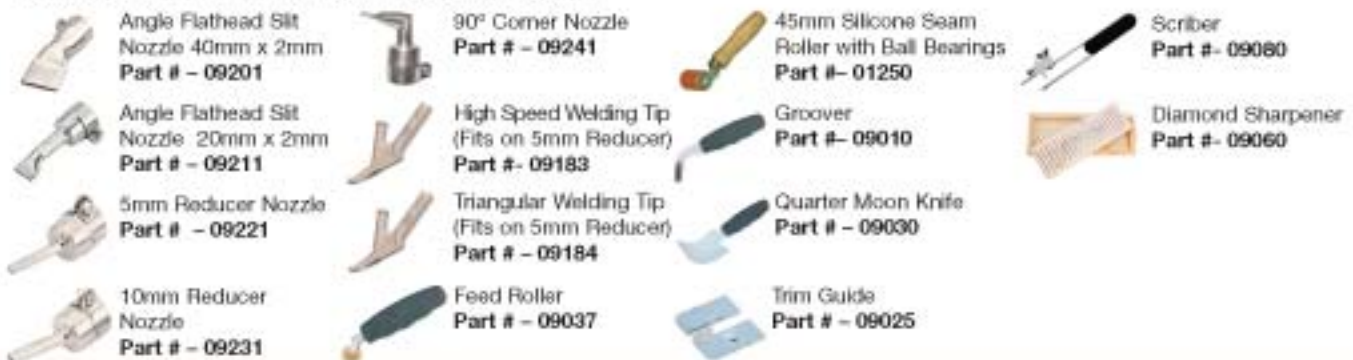 Angle Flathead Slit
Nozzle 40mm x 2mm
Part # – 09201
Angle Flathead Slit
Nozzle 20mm x 2mm
Part # – 09211
5mm Reducer Nozzle
Part # – 09221
10mm Reducer
Nozzle
Part # – 09231
90º Corner Nozzle
Part # – 09241
High Speed Welding Tip
(Fits on 5mm Reducer)
Part #- 09183
Triangular Welding Tip
(Fits on 5mm Reducer)
Part # – 09184
Feed Roller
Part # – 09037
45mm Silicone Seam
Roller with Ball Bearings
Part #– 01250
Groover
Part #– 09010
Quarter Moon Knife
Part # – 09030
Trim Guide
Part # – 09025
Scriber
Part #- 09080
Diamond Sharpener
Part #- 09060